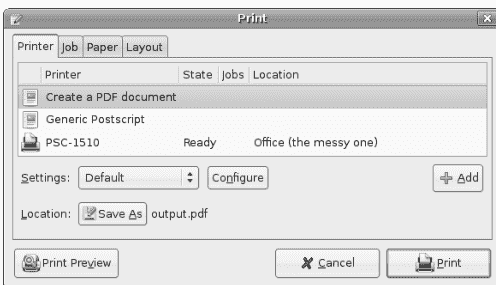 Print
Printer Job Paper Layout
Printer State Jobs Location
Create a PDF document
Generic Postscript
PSC-1510 Ready Office (the messy one)
Settings: Default Configure Add
Location: Save As output.pdf
Print Preview Cancel Print